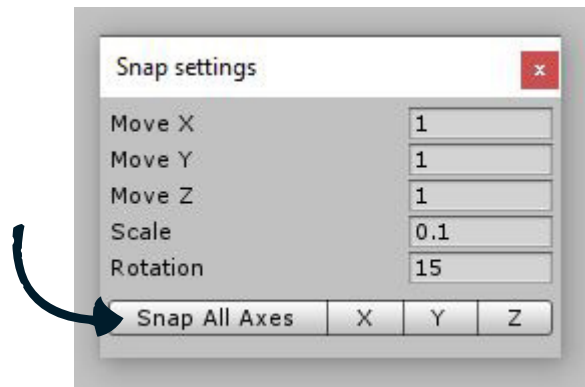 Snap settings x
Move X 1
Move Y 1
Move Z 1
Scale 0.1
Rotation 15
Snap All Axes X Y Z